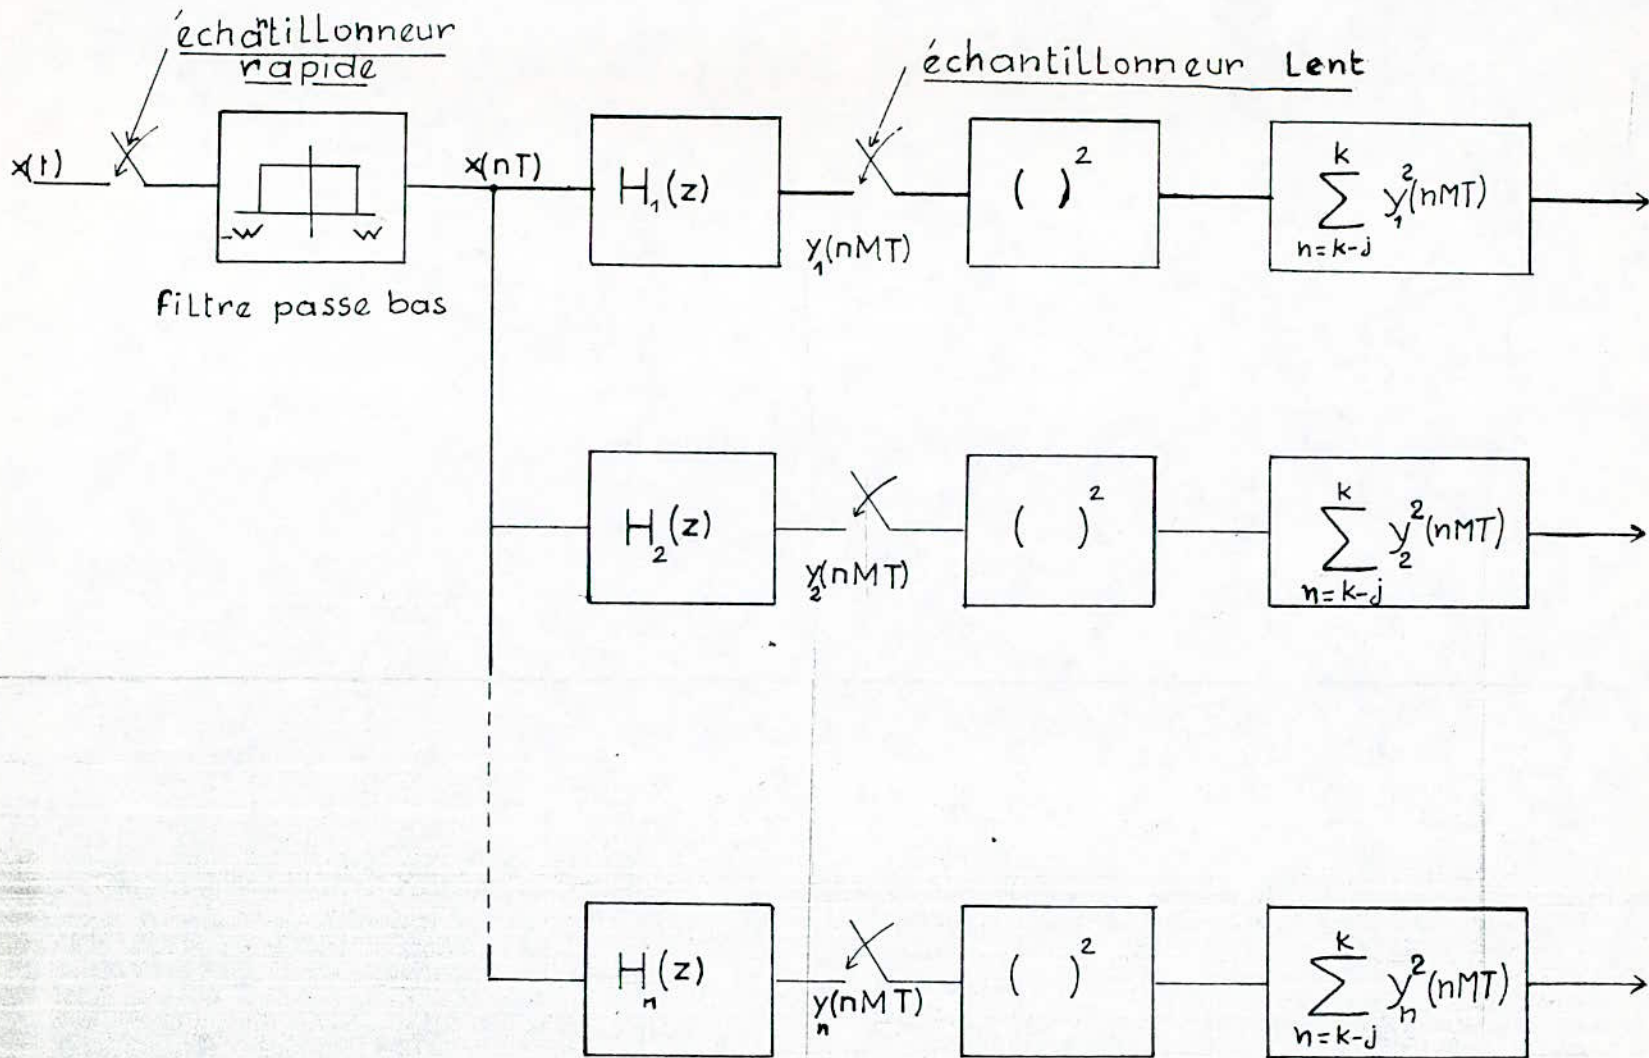 échantillonneur
rapide
échantillonneur Lent
x(t)
-W W
filtre passe bas
x(nT)
H₁(z)
y₁(nMT)
( )²
k
∑ y₁²(nMT)
n=k-j
H₂(z)
y₂(nMT)
( )²
k
∑ y₂²(nMT)
n=k-j
Hₙ(z)
yₙ(nMT)
( )²
k
∑ yₙ²(nMT)
n=k-j